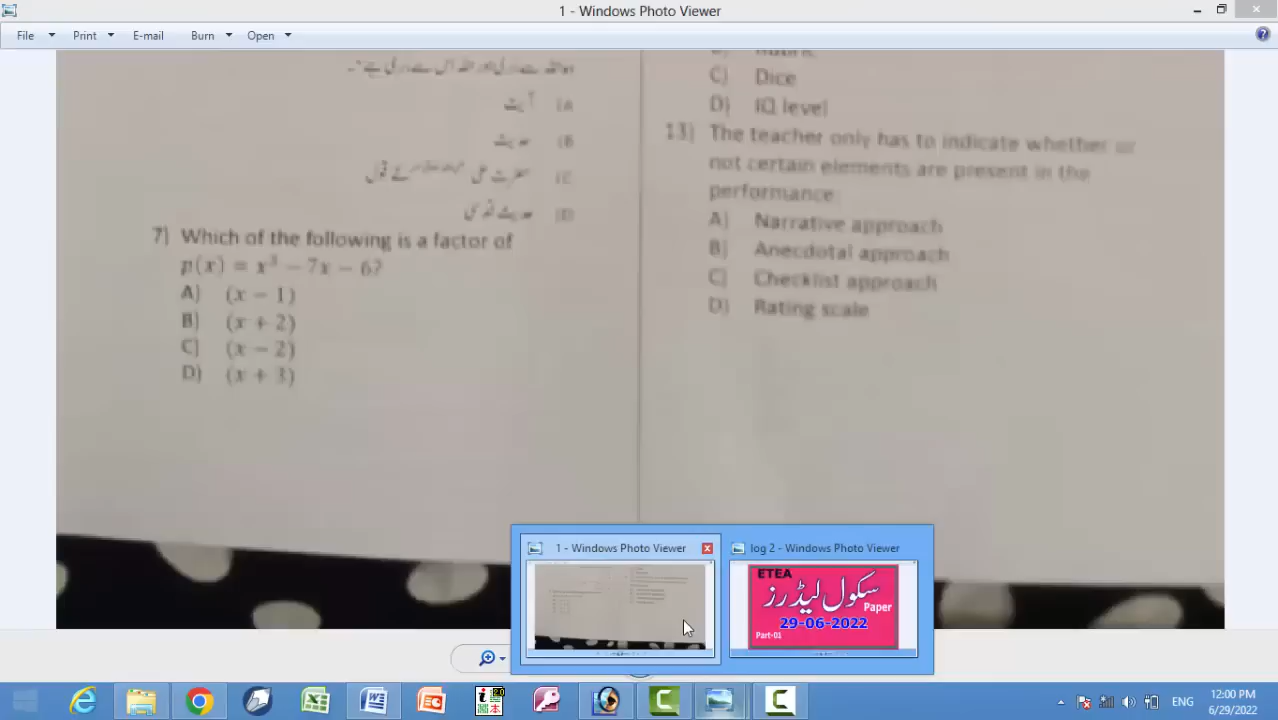 1 - Windows Photo Viewer
File Print E-mail Burn Open
A)
B)
C)
D)
7) Which of the following is a factor of
p(x) = x³ − 7x − 6?
A) (x − 1)
B) (x + 2)
C) (x − 2)
D) (x + 3)
C) Dice
D) IQ level
13) The teacher only has to indicate whether or
not certain elements are present in the
performance:
A) Narrative approach
B) Anecdotal approach
C) Checklist approach
D) Rating scale
1 - Windows Photo Viewer
log 2 - Windows Photo Viewer
ETEA
سکول لیڈرز
Paper
29-06-2022
Part-01
ENG
12:00 PM
6/29/2022